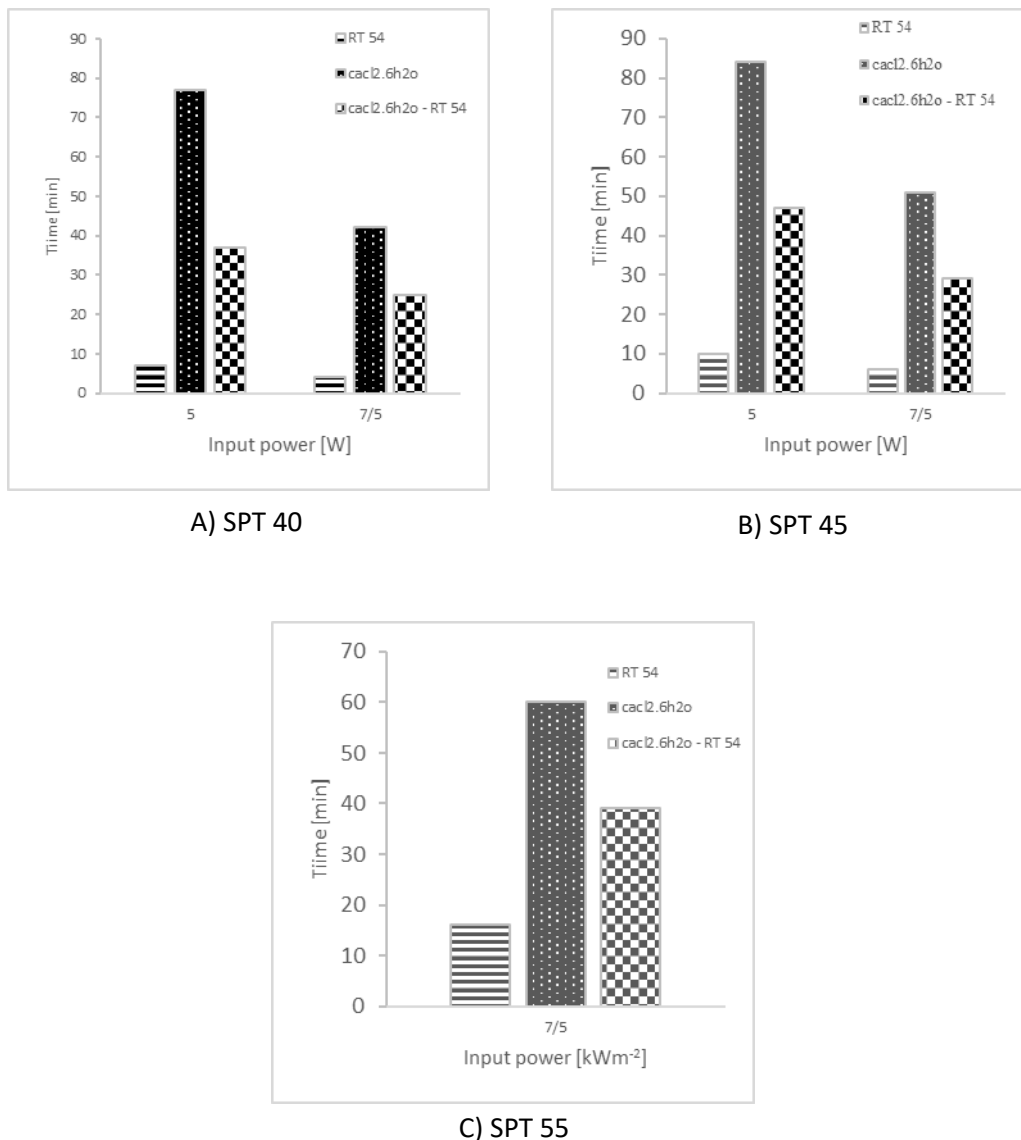 RT 54
cacl2.6h2o
cacl2.6h2o - RT 54
90
80
70
60
50
40
30
20
10
0
Tiime [min]
5
7/5
Input power [W]
A) SPT 40
RT 54
cacl2.6h2o
cacl2.6h2o - RT 54
90
80
70
60
50
40
30
20
10
0
Tiime [min]
5
7/5
Input power [W]
B) SPT 45
RT 54
cacl2.6h2o
cacl2.6h2o - RT 54
70
60
50
40
30
20
10
0
Tiime [min]
7/5
Input power [kWm⁻²]
C) SPT 55